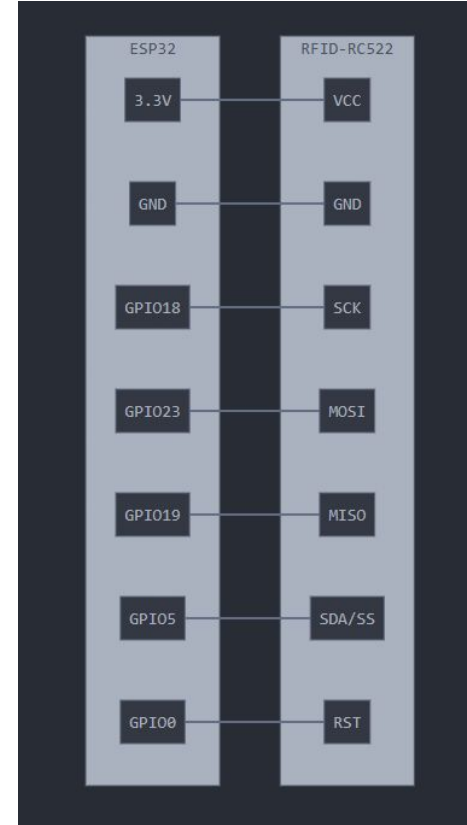 ESP32 RFID-RC522
3.3V VCC
GND GND
GPIO18 SCK
GPIO23 MOSI
GPIO19 MISO
GPIO5 SDA/SS
GPIO0 RST